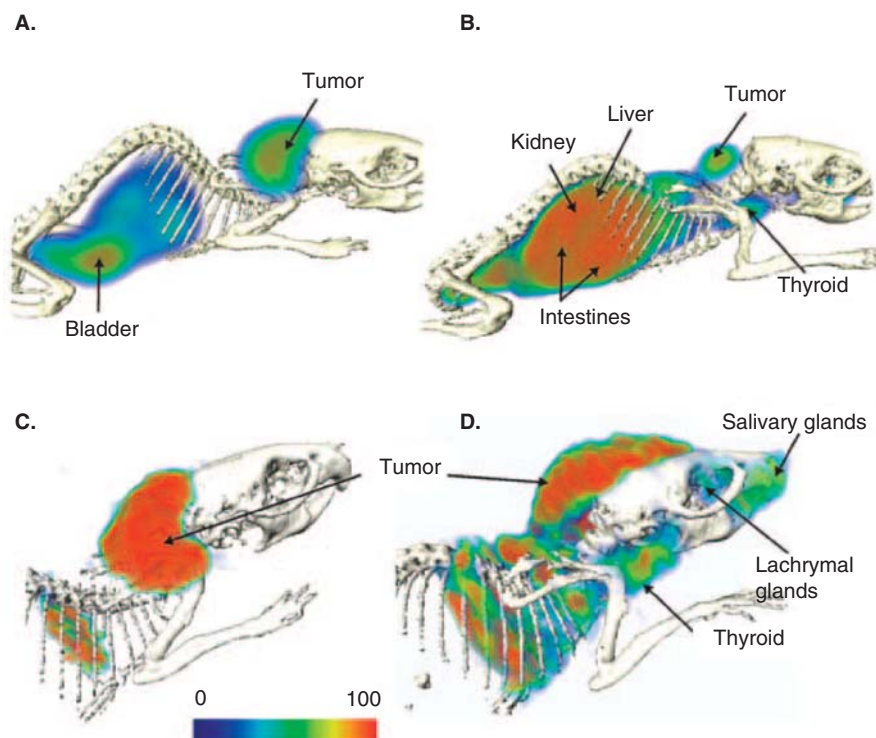 A.
B.
Tumor
Tumor
Liver
Kidney
Thyroid
Intestines
Bladder
C.
D.
Salivary glands
Tumor
Lachrymal
glands
Thyroid
0
100